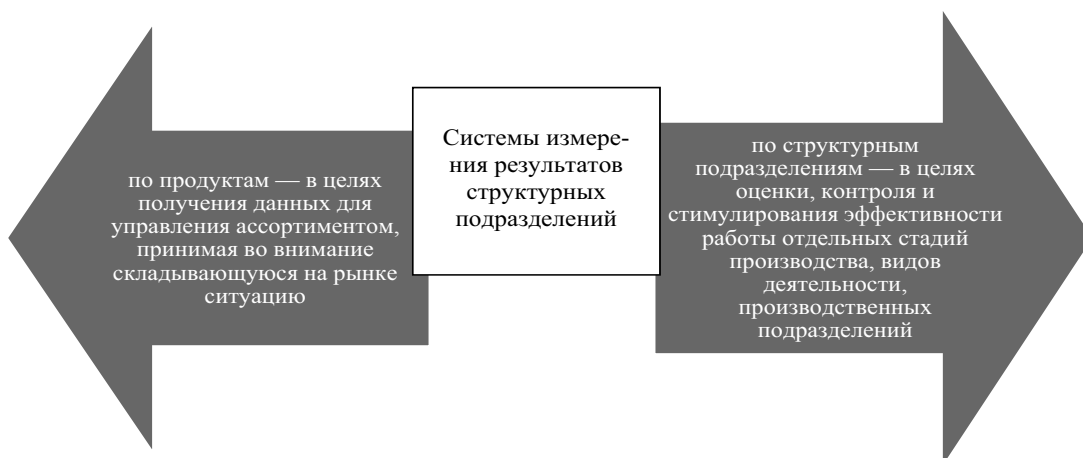 по продуктам — в целях
получения данных для
управления ассортиментом,
принимая во внимание
складывающуюся на рынке
ситуацию
Системы измере-
ния результатов
структурных
подразделений
по структурным
подразделениям — в целях
оценки, контроля и
стимулирования эффективности
работы отдельных стадий
производства, видов
деятельности,
производственных
подразделений